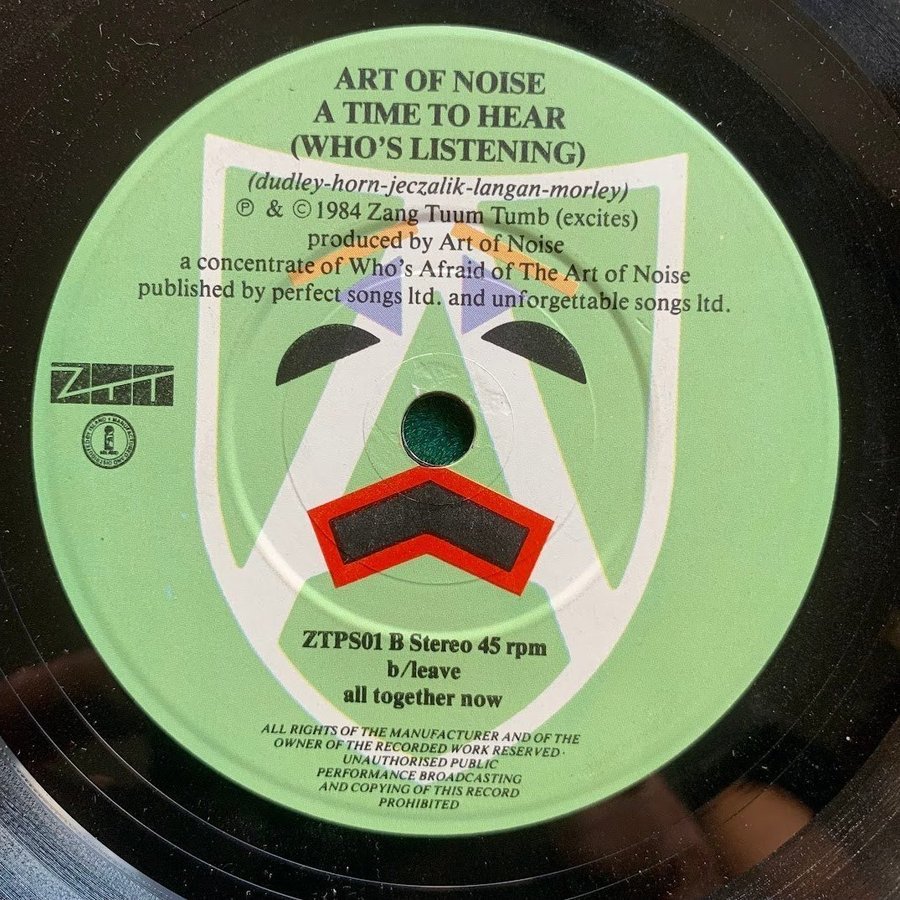 ART OF NOISE
A TIME TO HEAR
(WHO'S LISTENING)
(dudley-horn-jeczalik-langan-morley)
Ⓟ & ©1984 Zang Tuum Tumb (excites)
produced by Art of Noise
a concentrate of Who's Afraid of The Art of Noise
published by perfect songs ltd. and unforgettable songs ltd.
ZTT
ISLAND
ZTPS01 B Stereo 45 rpm
b/leave
all together now
ALL RIGHTS OF THE MANUFACTURER AND OF THE
OWNER OF THE RECORDED WORK RESERVED·
UNAUTHORISED PUBLIC
PERFORMANCE BROADCASTING
AND COPYING OF THIS RECORD
PROHIBITED